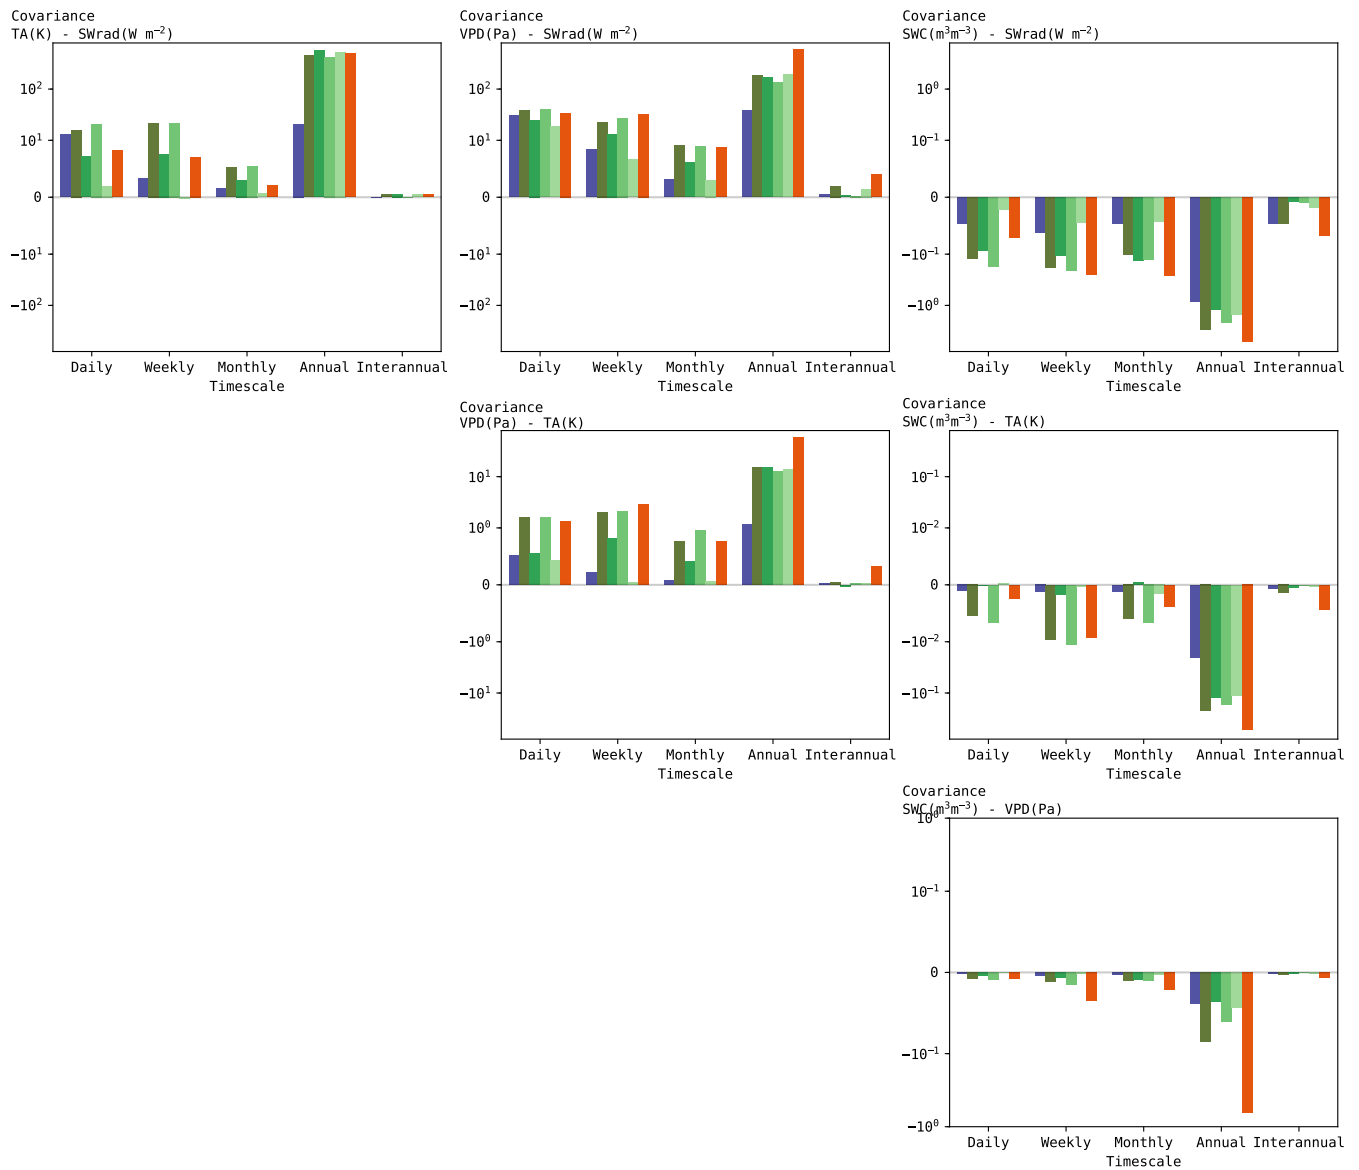 Covariance
TA(K) - SWrad(W m⁻²)
10²
10¹
0
−10¹
−10²
Daily Weekly Monthly Annual Interannual
Timescale
Covariance
VPD(Pa) - SWrad(W m⁻²)
10²
10¹
0
−10¹
−10²
Daily Weekly Monthly Annual Interannual
Timescale
Covariance
SWC(m³m⁻³) - SWrad(W m⁻²)
10⁰
10⁻¹
0
−10⁻¹
−10⁰
Daily Weekly Monthly Annual Interannual
Timescale
Covariance
VPD(Pa) - TA(K)
10¹
10⁰
0
−10⁰
−10¹
Daily Weekly Monthly Annual Interannual
Timescale
Covariance
SWC(m³m⁻³) - TA(K)
10⁻¹
10⁻²
0
−10⁻²
−10⁻¹
Daily Weekly Monthly Annual Interannual
Timescale
Covariance
SWC(m³m⁻³) - VPD(Pa)
10⁰
10⁻¹
0
−10⁻¹
−10⁰
Daily Weekly Monthly Annual Interannual
Timescale